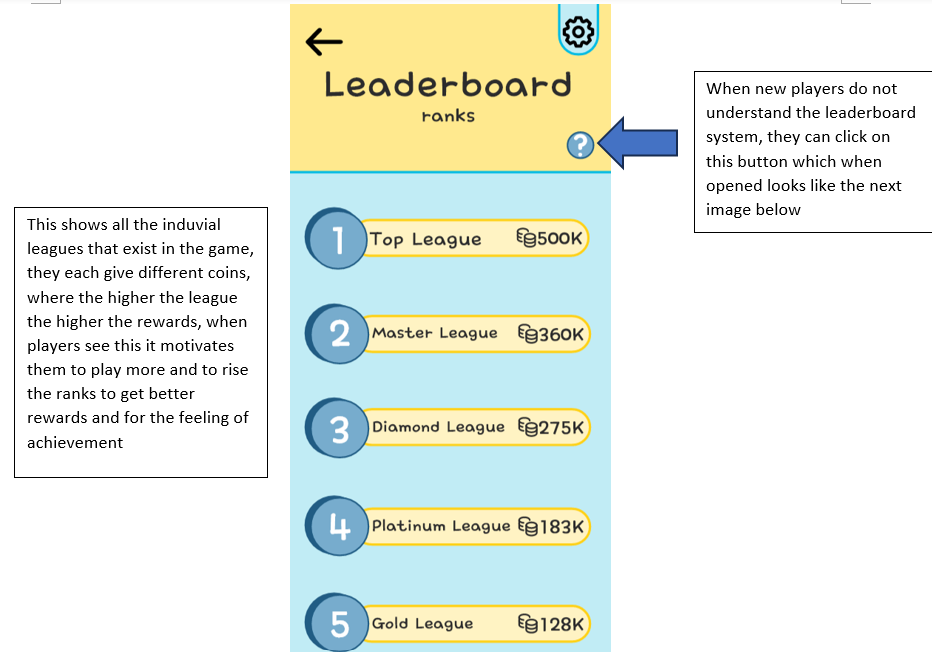 Leaderboard
ranks
?
When new players do not
understand the leaderboard
system, they can click on
this button which when
opened looks like the next
image below
This shows all the induvial
leagues that exist in the game,
they each give different coins,
where the higher the league
the higher the rewards, when
players see this it motivates
them to play more and to rise
the ranks to get better
rewards and for the feeling of
achievement
1 Top League 500K
2 Master League 360K
3 Diamond League 275K
4 Platinum League 183K
5 Gold League 128K